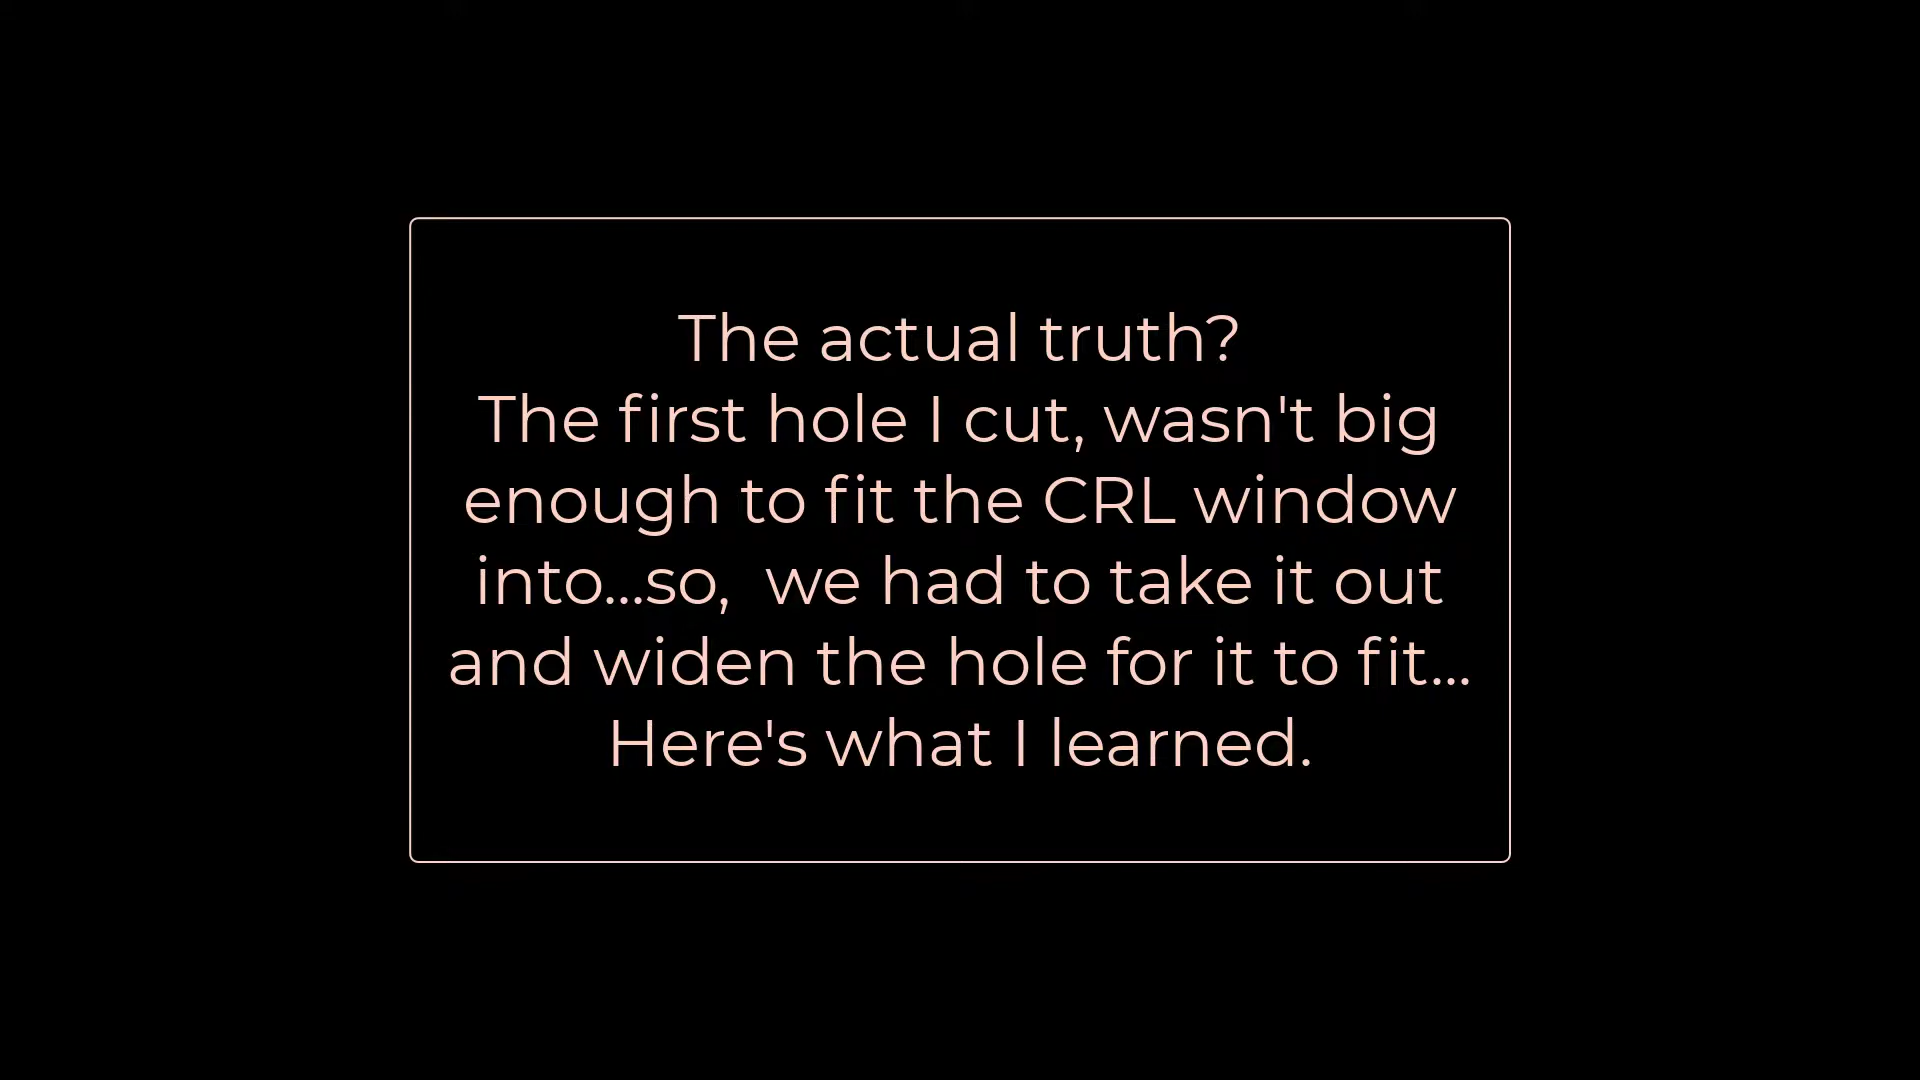 The actual truth?
The first hole I cut, wasn't big
enough to fit the CRL window
into...so,  we had to take it out
and widen the hole for it to fit...
Here's what I learned.